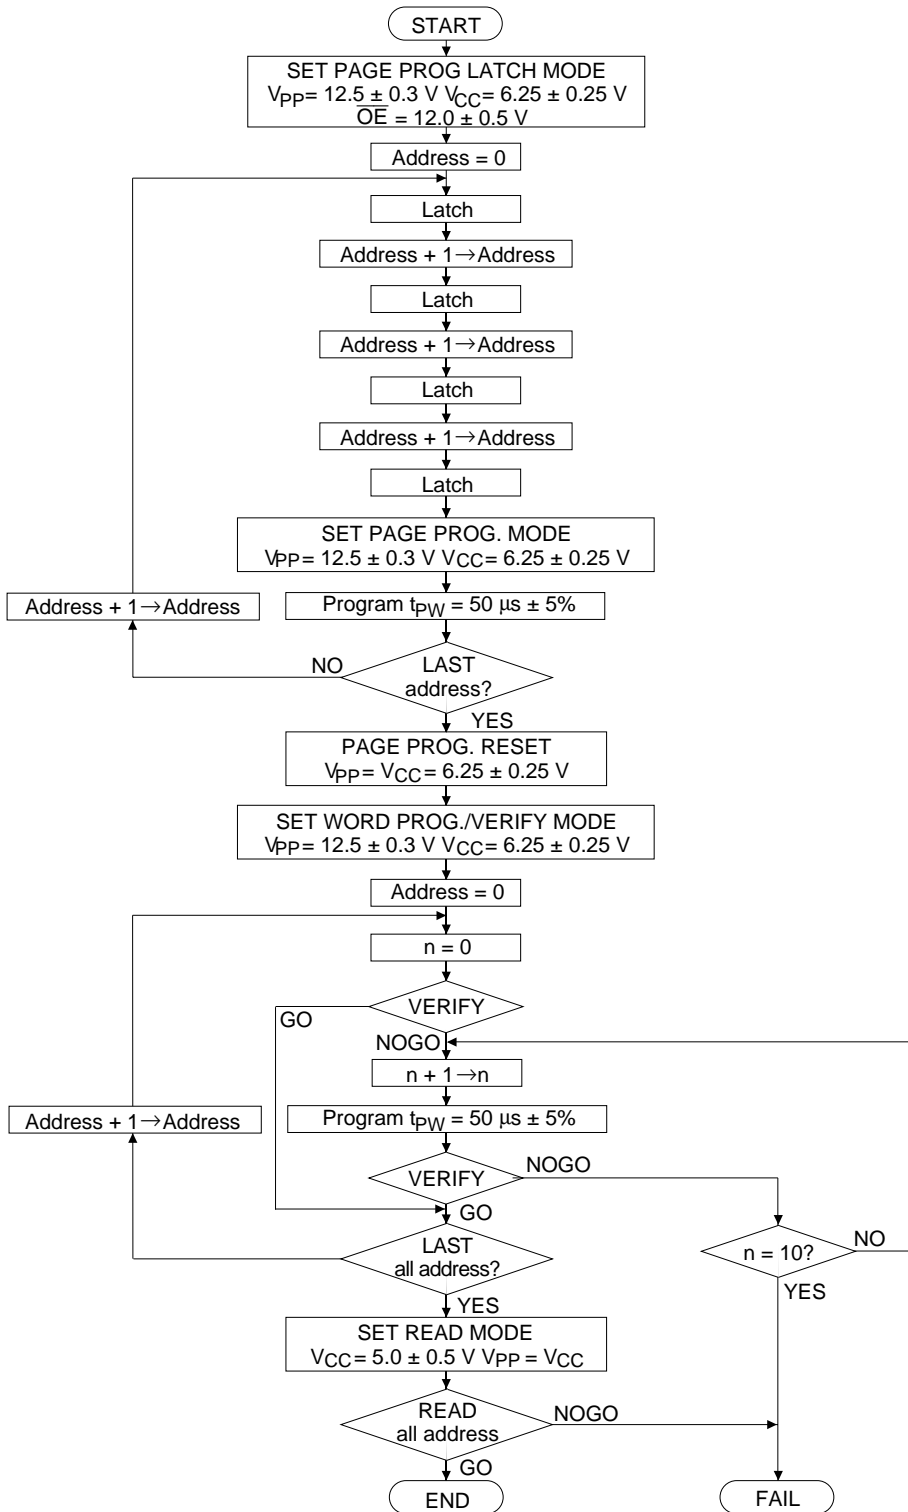 START
SET PAGE PROG LATCH MODE
VPP= 12.5 ± 0.3 V VCC= 6.25 ± 0.25 V
O̅E̅ = 12.0 ± 0.5 V
Address = 0
Latch
Address + 1→Address
Latch
Address + 1→Address
Latch
Address + 1→Address
Latch
SET PAGE PROG. MODE
VPP= 12.5 ± 0.3 V VCC= 6.25 ± 0.25 V
Address + 1→Address
Program tPW = 50 µs ± 5%
NO
LAST
address?
YES
PAGE PROG. RESET
VPP= VCC= 6.25 ± 0.25 V
SET WORD PROG./VERIFY MODE
VPP= 12.5 ± 0.3 V VCC= 6.25 ± 0.25 V
Address = 0
n = 0
VERIFY
GO
NOGO
n + 1→n
Address + 1→Address
Program tPW = 50 µs ± 5%
VERIFY
NOGO
GO
LAST
all address?
n = 10?
NO
YES
YES
SET READ MODE
VCC= 5.0 ± 0.5 V VPP = VCC
READ
all address
NOGO
GO
END
FAIL